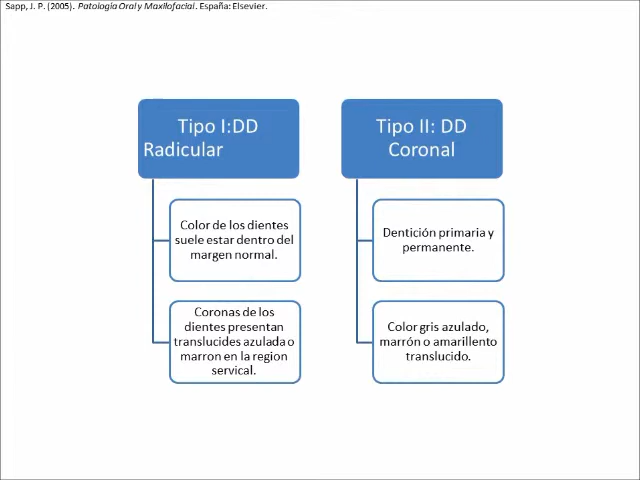 Sapp, J. P. (2005). Patología Oral y Maxilofacial. España: Elsevier.
Tipo I:DD
Radicular
Color de los dientes
suele estar dentro del
margen normal.
Coronas de los
dientes presentan
translucides azulada o
marron en la region
servical.
Tipo II: DD
Coronal
Dentición primaria y
permanente.
Color gris azulado,
marrón o amarillento
translucido.